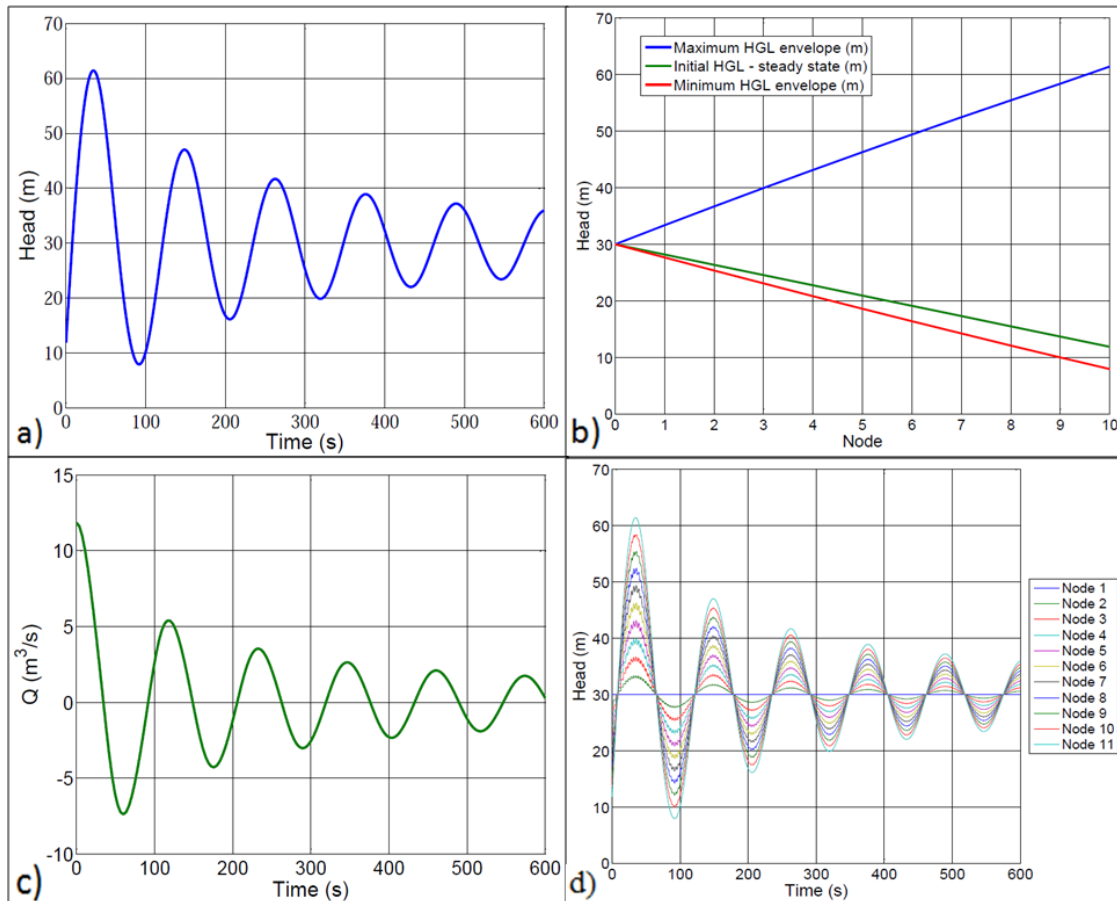 70
60
50
40
30
20
10
0
Head (m)
0 100 200 300 400 500 600
Time (s)
a)
70
60
50
40
30
20
10
0
Head (m)
Maximum HGL envelope (m)
Initial HGL - steady state (m)
Minimum HGL envelope (m)
0 1 2 3 4 5 6 7 8 9 10
Node
b)
15
10
5
0
-5
-10
Q (m³/s)
0 100 200 300 400 500 600
Time (s)
c)
70
60
50
40
30
20
10
0
Head (m)
0 100 200 300 400 500 600
Time (s)
d)
Node 1
Node 2
Node 3
Node 4
Node 5
Node 6
Node 7
Node 8
Node 9
Node 10
Node 11